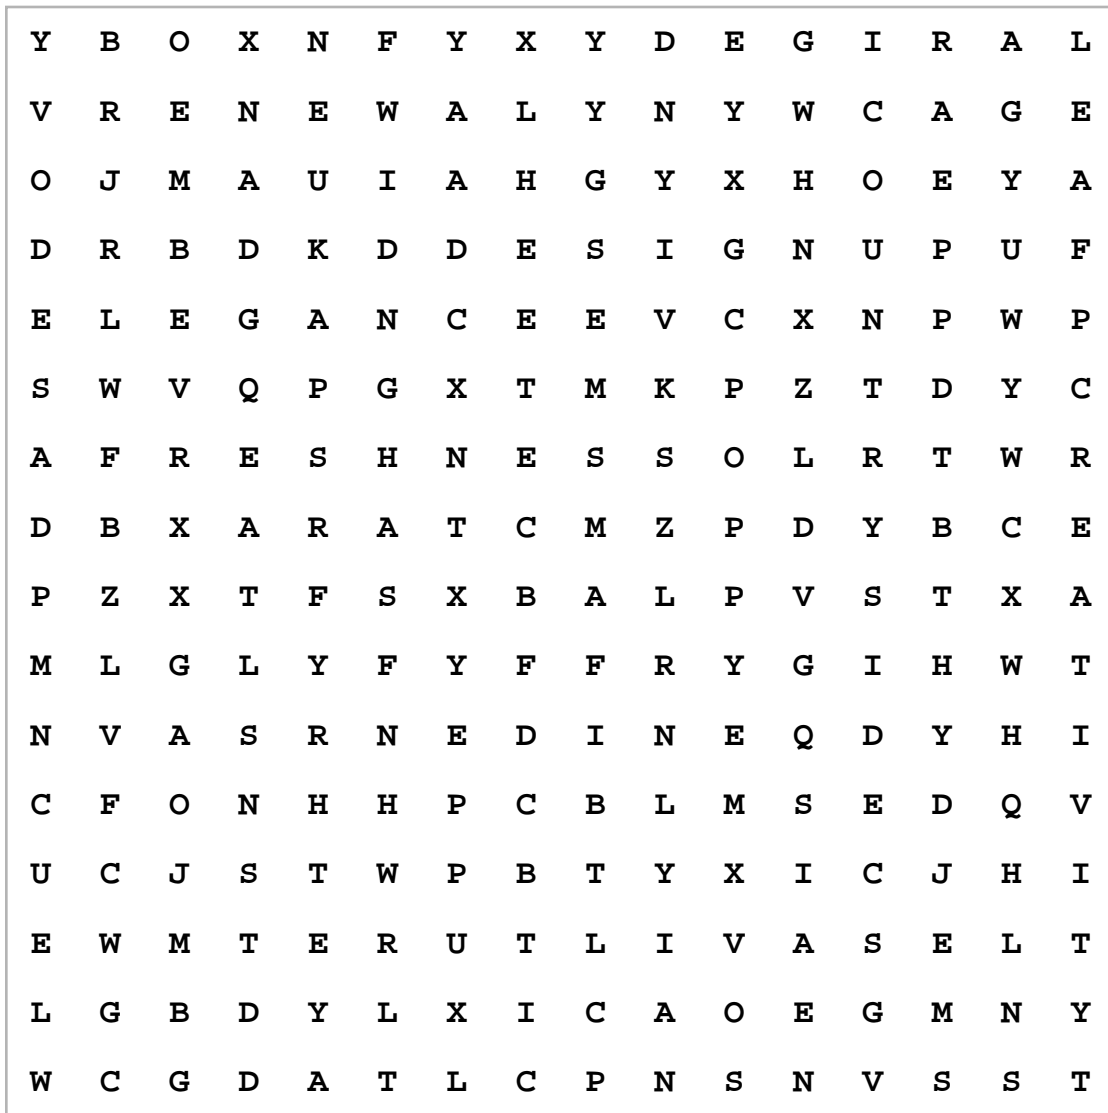 Y B O X N F Y X Y D E G I R A L
V R E N E W A L Y N Y W C A G E
O J M A U I A H G Y X H O E Y A
D R B D K D D E S I G N U P U F
E L E G A N C E E V C X N P W P
S W V Q P G X T M K P Z T D Y C
A F R E S H N E S S O L R T W R
D B X A R A T C M Z P D Y B C E
P Z X T F S X B A L P V S T X A
M L G L Y F Y F F R Y G I H W T
N V A S R N E D I N E Q D Y H I
C F O N H H P C B L M S E D Q V
U C J S T W P B T Y X I C J H I
E W M T E R U T L I V A S E L T
L G B D Y L X I C A O E G M N Y
W C G D A T L C P N S N V S S T